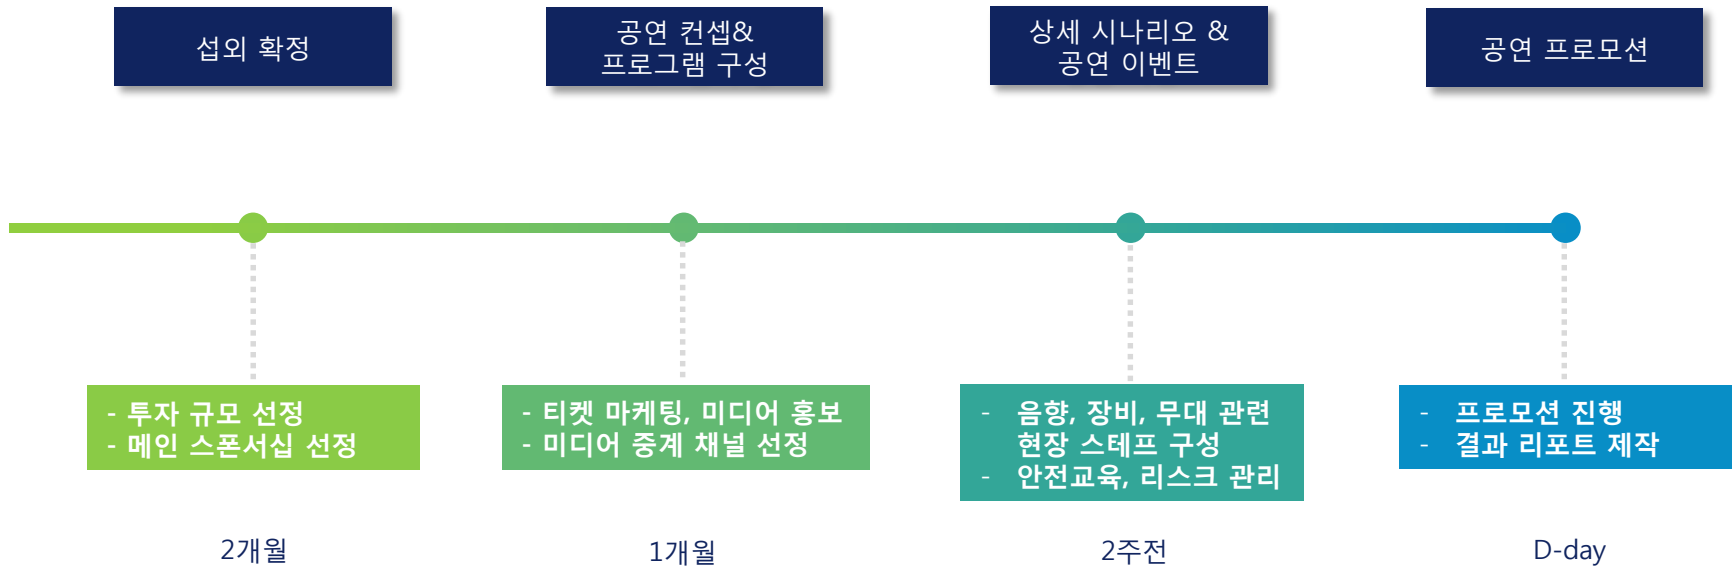 섭외 확정
공연 컨셉&
프로그램 구성
상세 시나리오 &
공연 이벤트
공연 프로모션
- 투자 규모 선정
- 메인 스폰서십 선정
- 티켓 마케팅, 미디어 홍보
- 미디어 중계 채널 선정
- 음향, 장비, 무대 관련
현장 스테프 구성
- 안전교육, 리스크 관리
- 프로모션 진행
- 결과 리포트 제작
2개월
1개월
2주전
D-day